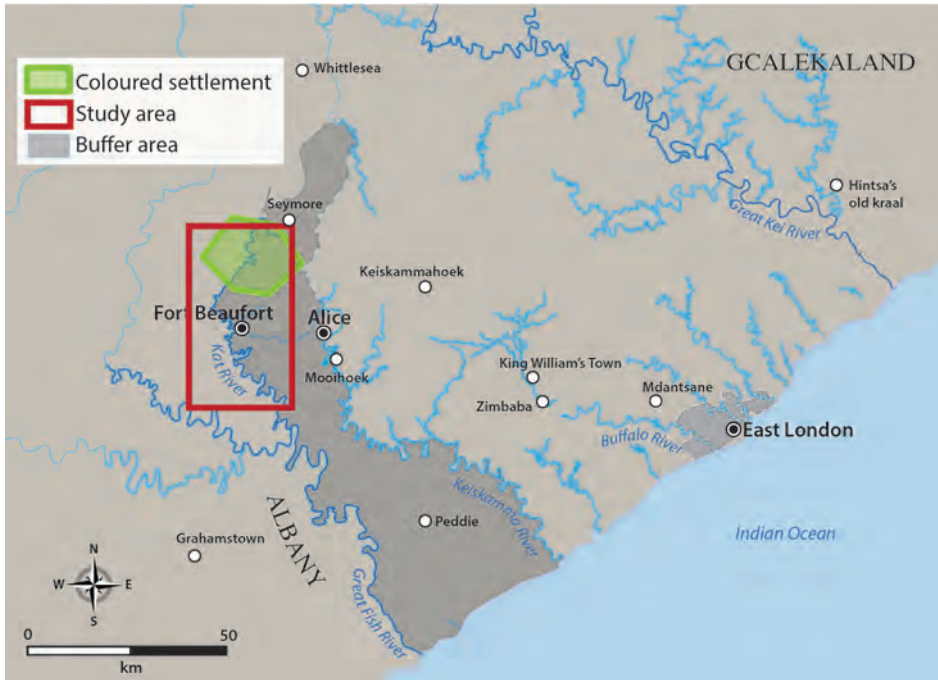 GCALEKALAND
Whittlesea
Coloured settlement
Study area
Buffer area
Hintsa's
old kraal
Seymore
Great Kei River
Keiskammahoek
Fort Beaufort
Alice
Kat River
Mooihoek
King William's Town
Mdantsane
Zimbaba
East London
Buffalo River
Keiskamma River
ALBANY
Peddie
Indian Ocean
Grahamstown
Great Fish River
N
W
E
S
0
50
km